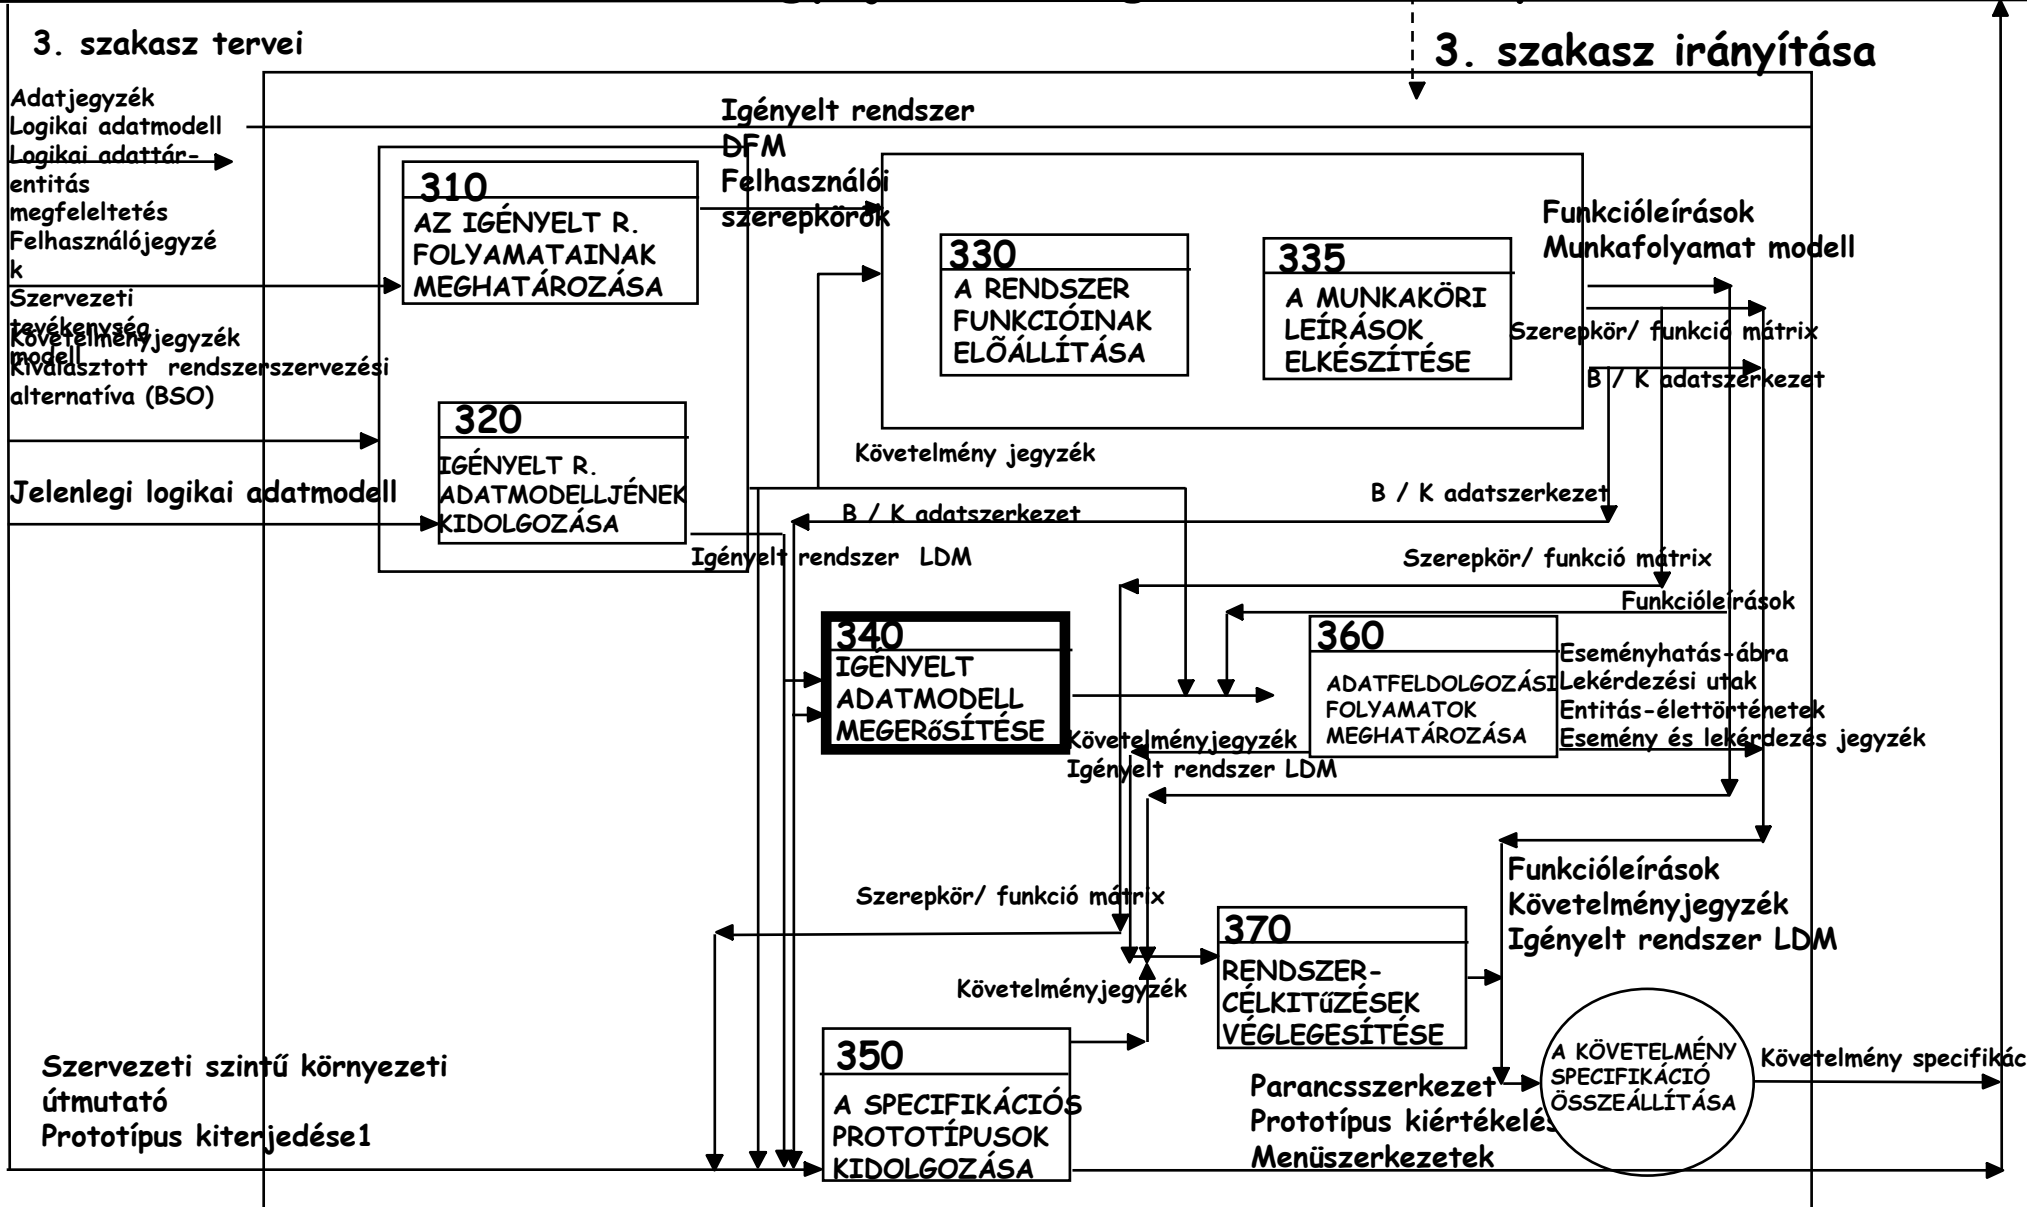 3. szakasz tervei
3. szakasz irányítása
Adatjegyzék
Logikai adatmodell
Logikai adattár-
entitás
megfeleltetés
Felhasználójegyzé
k
Szervezeti
tevékenység
modell
Követelményjegyzék
Kiválasztott rendszerszervezési
alternatíva (BSO)
Jelenlegi logikai adatmodell
Igényelt rendszer
DFM
Felhasználói
szerepkörök
310
AZ IGÉNYELT R.
FOLYAMATAINAK
MEGHATÁROZÁSA
320
IGÉNYELT R.
ADATMODELLJÉNEK
KIDOLGOZÁSA
330
A RENDSZER
FUNKCIÓINAK
ELÕÁLLÍTÁSA
335
A MUNKAKÖRI
LEÍRÁSOK
ELKÉSZÍTÉSE
Funkcióleírások
Munkafolyamat modell
Szerepkör/ funkció mátrix
B / K adatszerkezet
Követelmény jegyzék
B / K adatszerkezet
B / K adatszerkezet
Igényelt rendszer LDM
Szerepkör/ funkció mátrix
Funkcióleírások
340
IGÉNYELT
ADATMODELL
MEGERőSÍTÉSE
360
ADATFELDOLGOZÁSI
FOLYAMATOK
MEGHATÁROZÁSA
Eseményhatás-ábra
Lekérdezési utak
Entitás-élettörténetek
Esemény és lekérdezés jegyzék
Követelményjegyzék
Igényelt rendszer LDM
Szerepkör/ funkció mátrix
Funkcióleírások
Követelményjegyzék
Igényelt rendszer LDM
370
RENDSZER-
CÉLKITűZÉSEK
VÉGLEGESÍTÉSE
Követelményjegyzék
350
A SPECIFIKÁCIÓS
PROTOTÍPUSOK
KIDOLGOZÁSA
Szervezeti szintű környezeti
útmutató
Prototípus kiterjedése1
Parancsszerkezet
Prototípus kiértékelés
Menüszerkezetek
A KÖVETELMÉNY
SPECIFIKÁCIÓ
ÖSSZEÁLLÍTÁSA
Követelmény specifikác